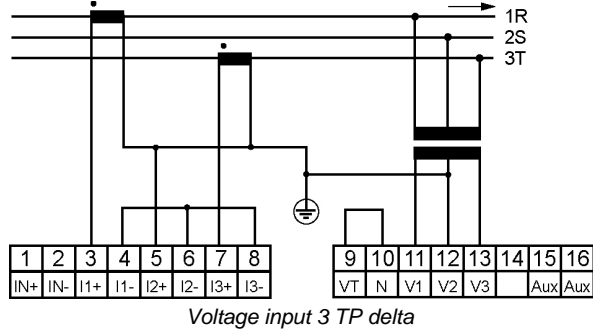 1R
2S
3T
1 2 3 4 5 6 7 8
IN+ IN- I1+ I1- I2+ I2- I3+ I3-
9 10 11 12 13 14 15 16
VT N V1 V2 V3 Aux Aux
Voltage input 3 TP delta